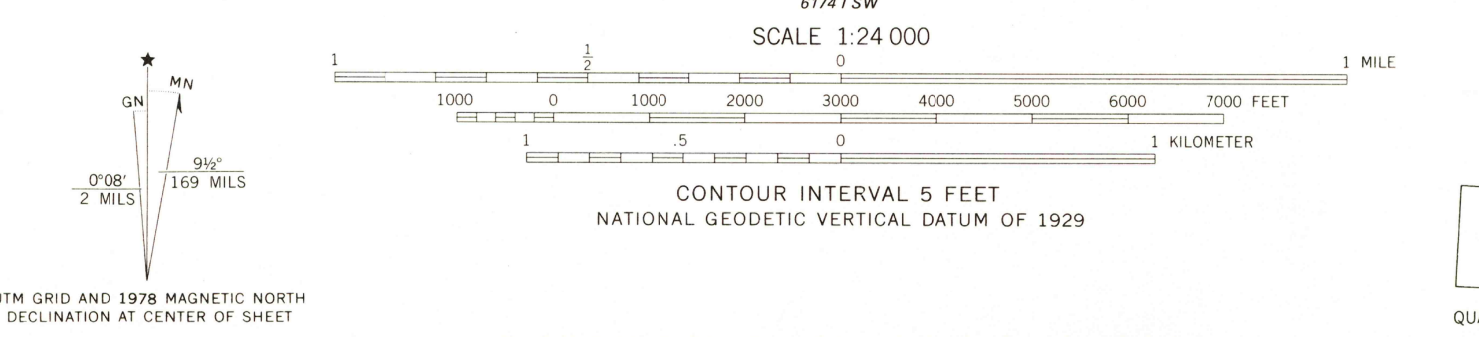 SCALE 1:24 000
1 ½ 0 1 MILE
1000 0 1000 2000 3000 4000 5000 6000 7000 FEET
1 .5 0 1 KILOMETER
CONTOUR INTERVAL 5 FEET
NATIONAL GEODETIC VERTICAL DATUM OF 1929
★
MN
GN
9½°
169 MILS
0°08′
2 MILS
UTM GRID AND 1978 MAGNETIC NORTH
DECLINATION AT CENTER OF SHEET